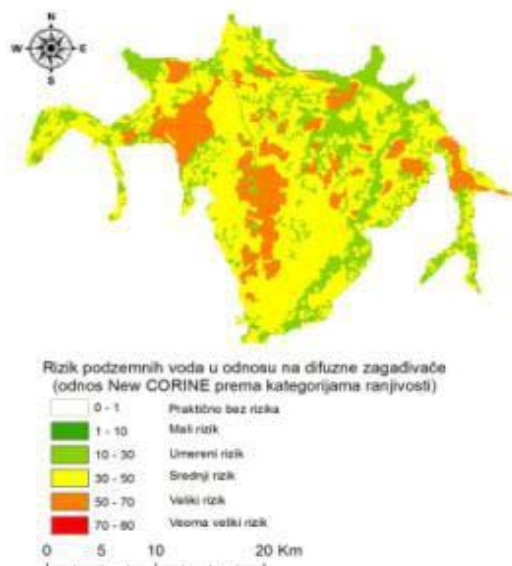 N
W E
S
Rizik podzemnih voda u odnosu na difuzne zagađivače
(odnos New CORINE prema kategorijama ranjivosti)
0 - 1 Praktično bez rizika
1 - 10 Mali rizik
10 - 30 Umereni rizik
30 - 50 Srednji rizik
50 - 70 Veliki rizik
70 - 80 Veoma veliki rizik
0 5 10 20 Km